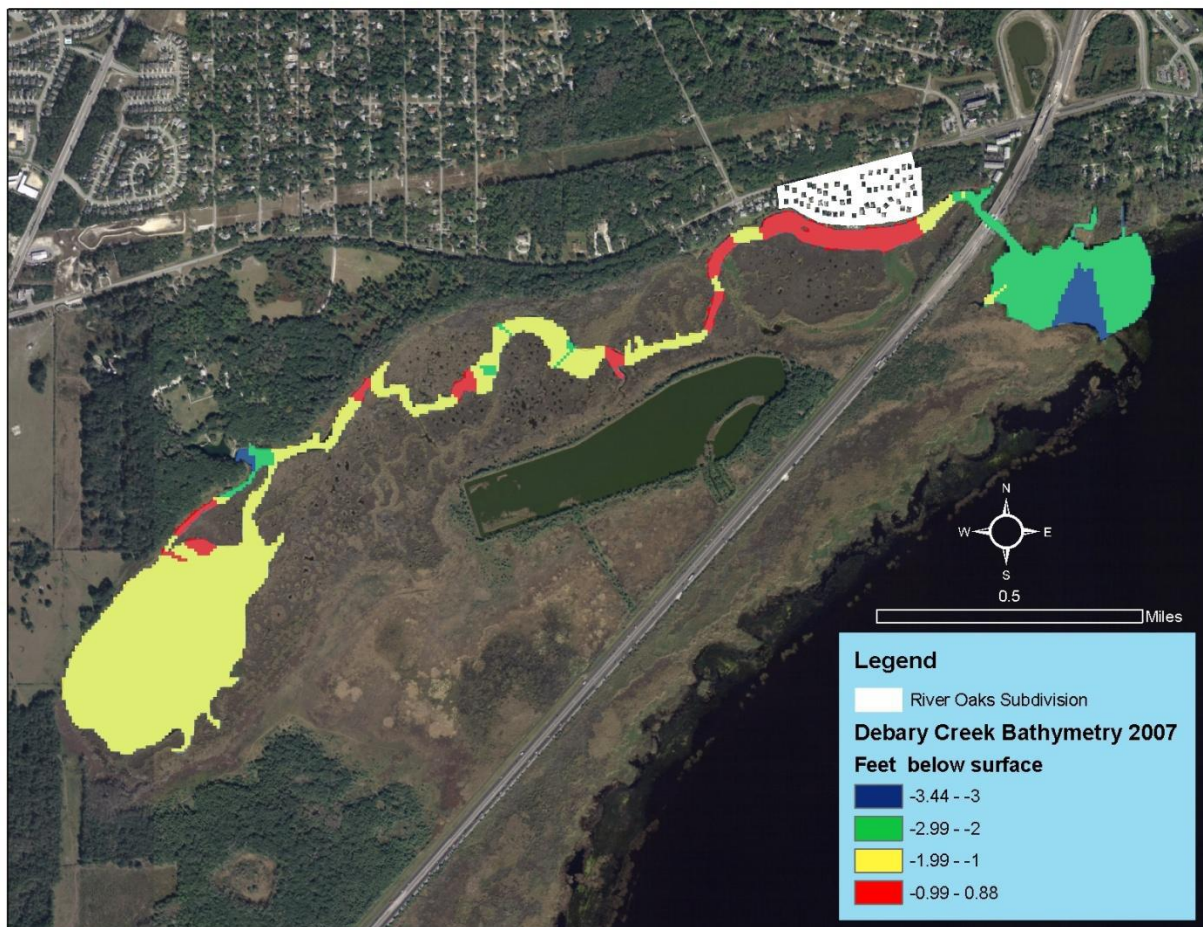 N
W E
S
0.5
Miles
Legend
River Oaks Subdivision
Debary Creek Bathymetry 2007
Feet below surface
-3.44 - -3
-2.99 - -2
-1.99 - -1
-0.99 - 0.88